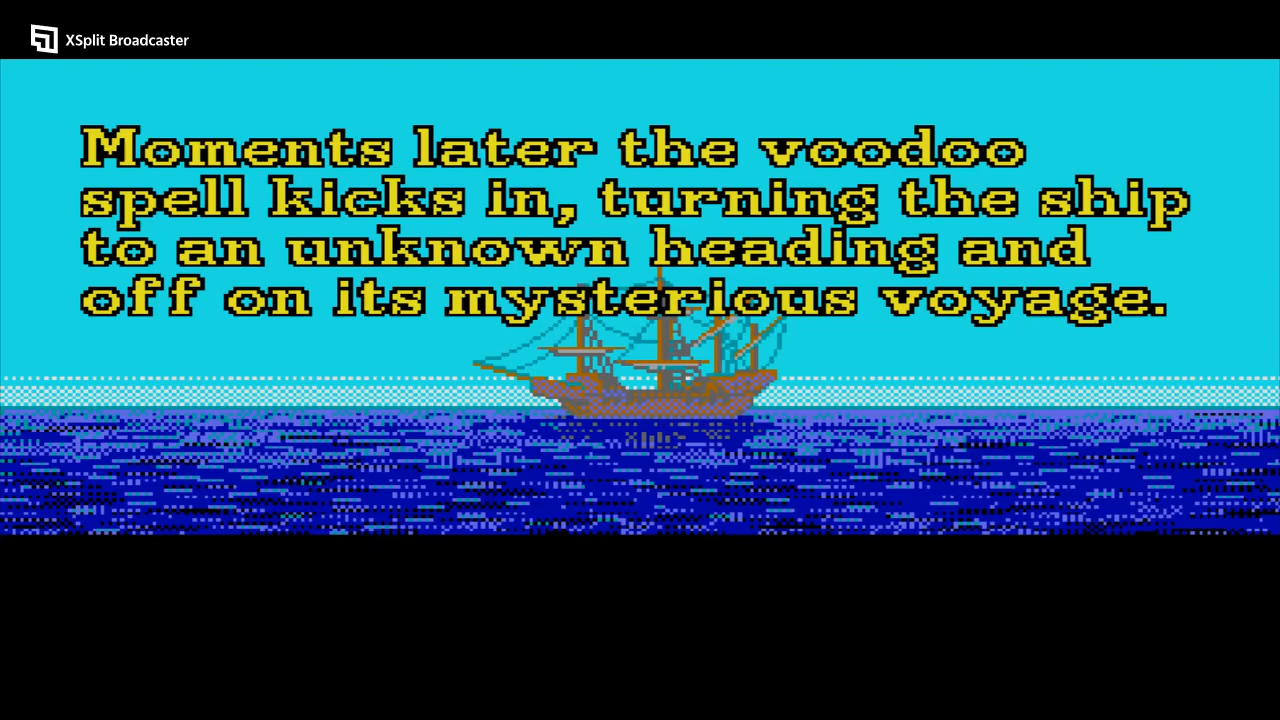 XSplit Broadcaster
Moments later the voodoo
spell kicks in, turning the ship
to an unknown heading and
off on its mysterious voyage.